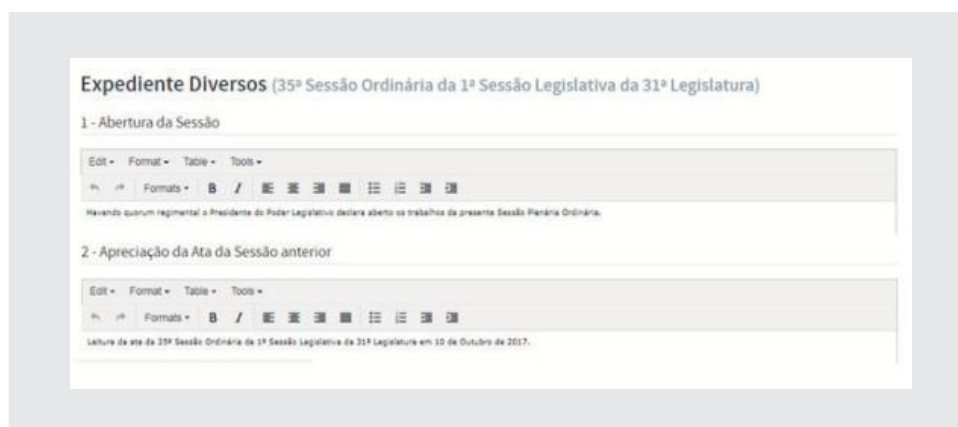 Expediente Diversos (35ª Sessão Ordinária da 1ª Sessão Legislativa da 31ª Legislatura)
1 - Abertura da Sessão
Edit Format Table Tools
Formats B I
Havendo quorum regimental o Presidente do Poder Legislativo declara aberto os trabalhos da presente Sessão Plenária Ordinária.
2 - Apreciação da Ata da Sessão anterior
Edit Format Table Tools
Formats B I
Leitura da ata da Sessão Ordinária da 1ª Sessão Legislativa da 31ª Legislatura em 10 de Outubro de 2017.